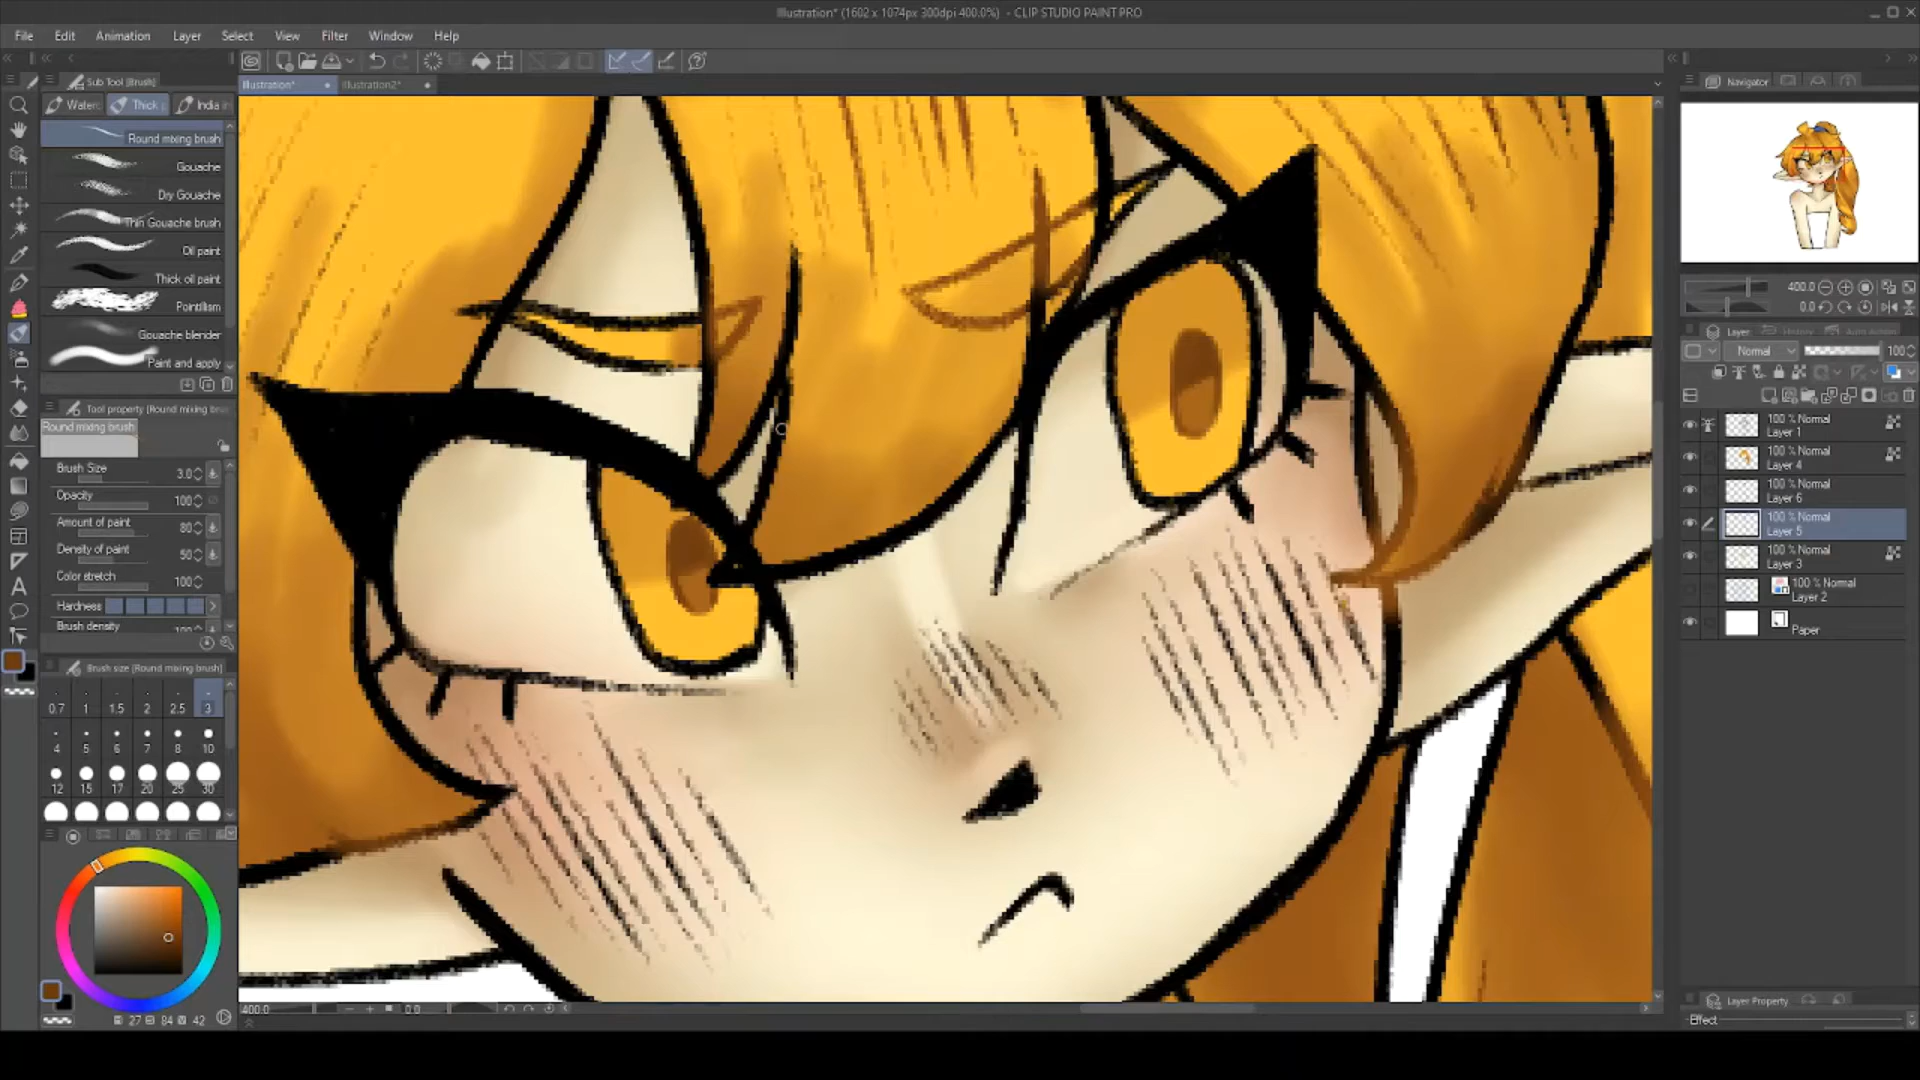 Illustration* (1602 x 1074px 300dpi 400.0%) - CLIP STUDIO PAINT PRO
File Edit Animation Layer Select View Filter Window Help
Sub Tool (Brush)
Illustration* Illustration2*
Navigator
Thick India in
Round mixing brush
Gouache
Dry Gouache
Thin Gouache brush
Oil paint
Thick oil paint
Pointillism
Gouache blender
Paint and apply
Tool property (Round mixing bru
Round mixing brush
Brush Size 3.0
Opacity 100
Amount of paint 80
Density of paint 50
Color stretch 100
Hardness
Brush density 100
Brush size (Round mixing brush)
0.7 1 1.5 2 2.5 3
4 5 6 7 8 10
12 15 17 20 25 30
27 84 42
400.0 0.0
400.0
0.0
Layer History
Normal 100
100 % Normal
Layer 1
100 % Normal
Layer 4
100 % Normal
Layer 6
100 % Normal
Layer 5
100 % Normal
Layer 3
100 % Normal
Layer 2
Paper
Layer Property
Effect